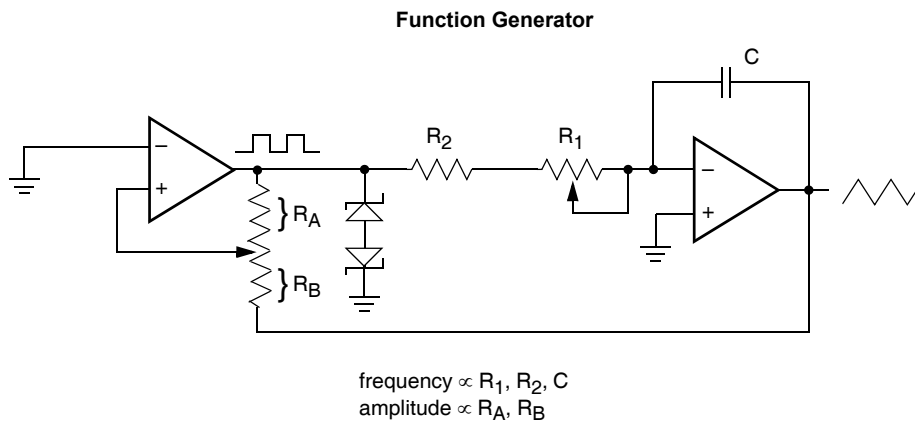 Function Generator
C
R2
R1
−
+
RA
RB
−
+
frequency ∝ R1, R2, C
amplitude ∝ RA, RB